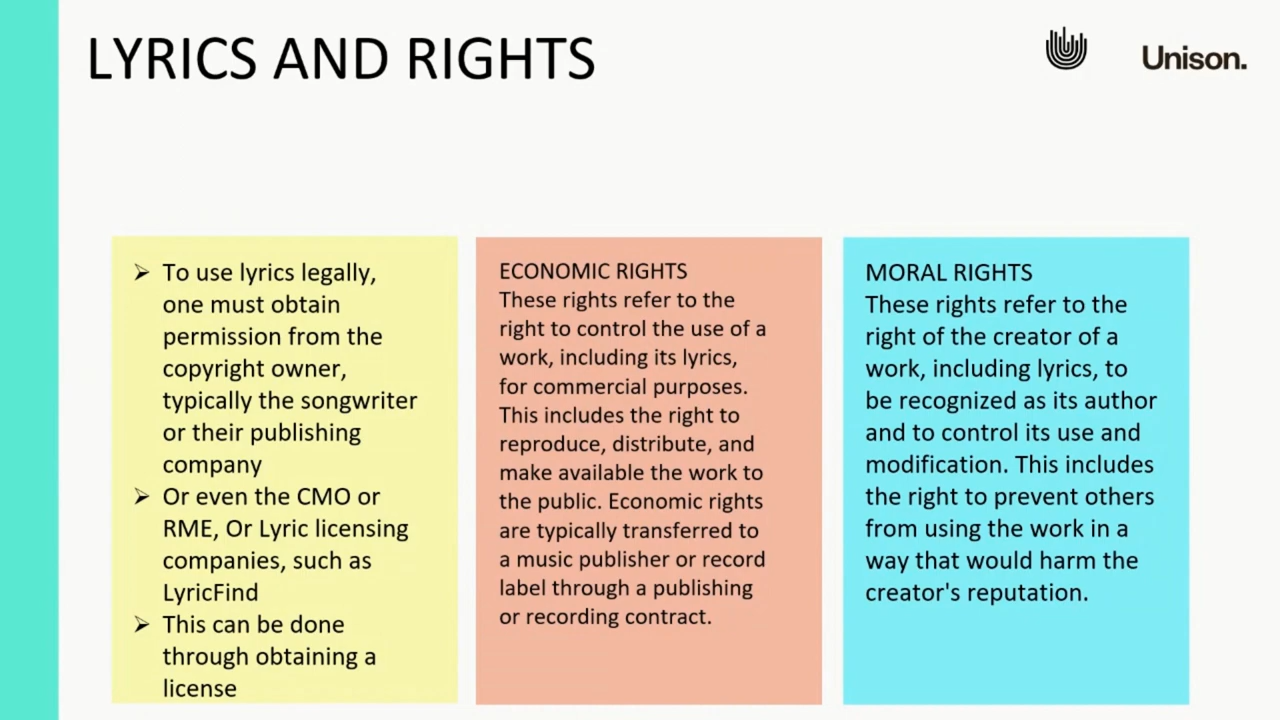 LYRICS AND RIGHTS
Unison.
➢ To use lyrics legally,
one must obtain
permission from the
copyright owner,
typically the songwriter
or their publishing
company
➢ Or even the CMO or
RME, Or Lyric licensing
companies, such as
LyricFind
➢ This can be done
through obtaining a
license
ECONOMIC RIGHTS
These rights refer to the
right to control the use of a
work, including its lyrics,
for commercial purposes.
This includes the right to
reproduce, distribute, and
make available the work to
the public. Economic rights
are typically transferred to
a music publisher or record
label through a publishing
or recording contract.
MORAL RIGHTS
These rights refer to the
right of the creator of a
work, including lyrics, to
be recognized as its author
and to control its use and
modification. This includes
the right to prevent others
from using the work in a
way that would harm the
creator's reputation.